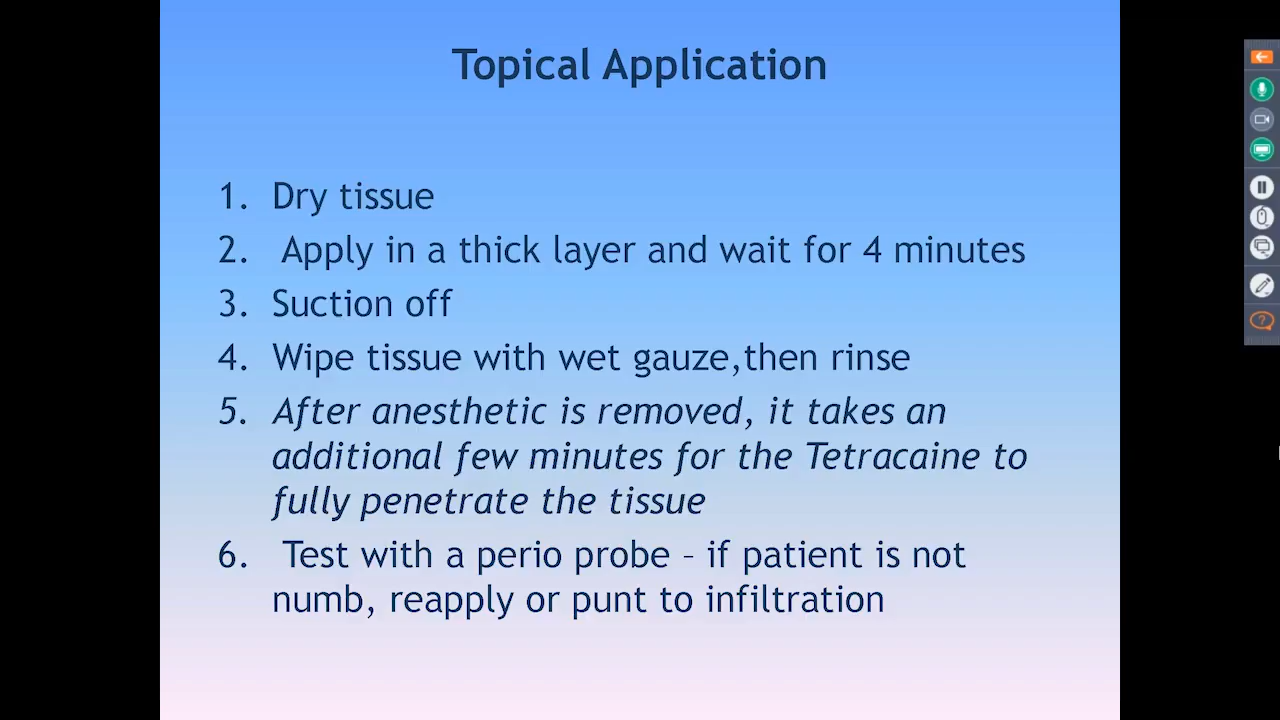 Topical Application
1. Dry tissue
2. Apply in a thick layer and wait for 4 minutes
3. Suction off
4. Wipe tissue with wet gauze,then rinse
5. After anesthetic is removed, it takes an
additional few minutes for the Tetracaine to
fully penetrate the tissue
6. Test with a perio probe – if patient is not
numb, reapply or punt to infiltration
?